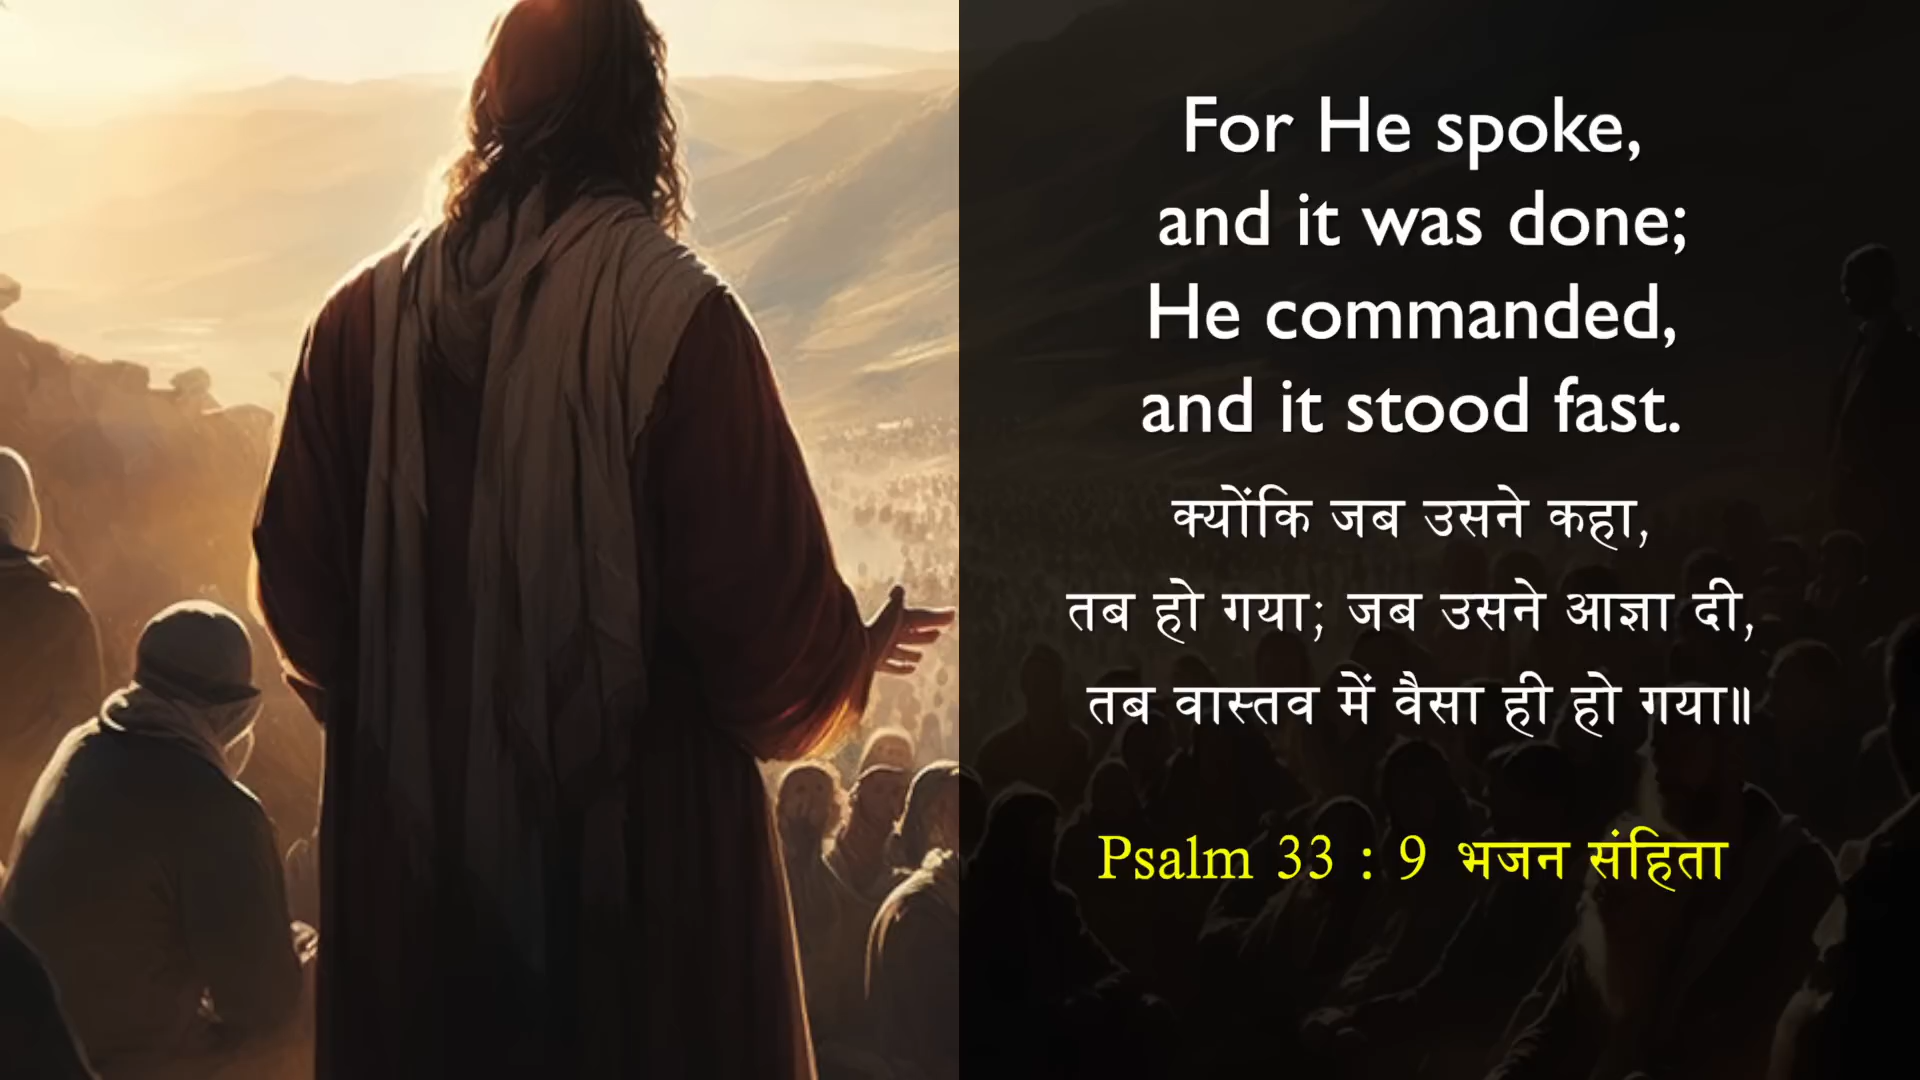 For He spoke,
and it was done;
He commanded,
and it stood fast.
क्योंकि जब उसने कहा,
तब हो गया; जब उसने आज्ञा दी,
तब वास्तव में वैसा ही हो गया॥
Psalm 33 : 9 भजन संहिता